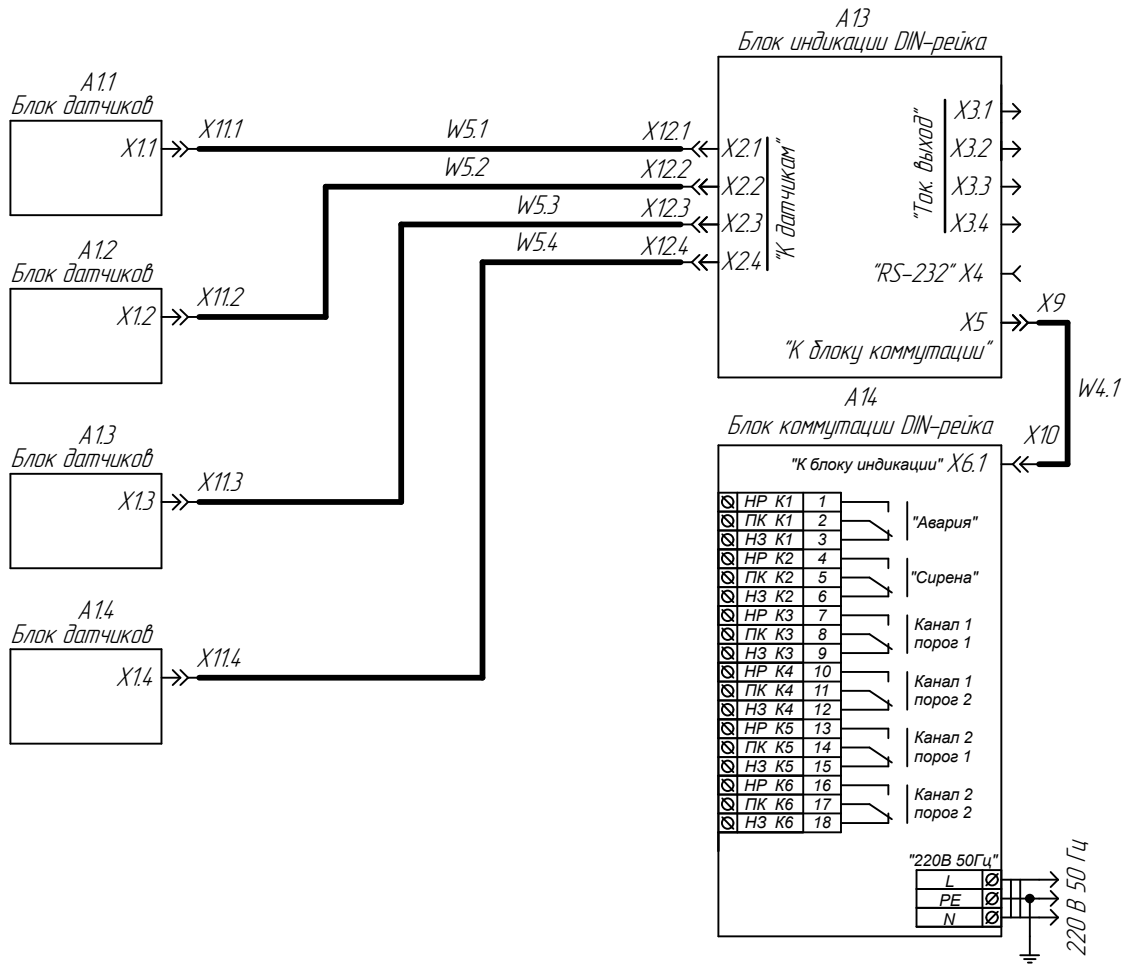 А1.1
Блок датчиков
X1.1
X11.1
W5.1
X12.1
А1.2
Блок датчиков
X1.2
X11.2
W5.2
X12.2
А1.3
Блок датчиков
X1.3
X11.3
W5.3
X12.3
А1.4
Блок датчиков
X1.4
X11.4
W5.4
X12.4
А13
Блок индикации DIN-рейка
X2.1
X2.2
X2.3
X2.4
"К датчикам"
"Ток. выход"
X3.1
X3.2
X3.3
X3.4
"RS-232" X4
X5
"К блоку коммутации"
X9
W4.1
X10
А14
Блок коммутации DIN-рейка
"К блоку индикации" X6.1
НР К1 1
ПК К1 2
НЗ К1 3
"Авария"
НР К2 4
ПК К2 5
НЗ К2 6
"Сирена"
НР К3 7
ПК К3 8
НЗ К3 9
Канал 1
порог 1
НР К4 10
ПК К4 11
НЗ К4 12
Канал 1
порог 2
НР К5 13
ПК К5 14
НЗ К5 15
Канал 2
порог 1
НР К6 16
ПК К6 17
НЗ К6 18
Канал 2
порог 2
"220В 50Гц"
L
PE
N
220 В 50 Гц